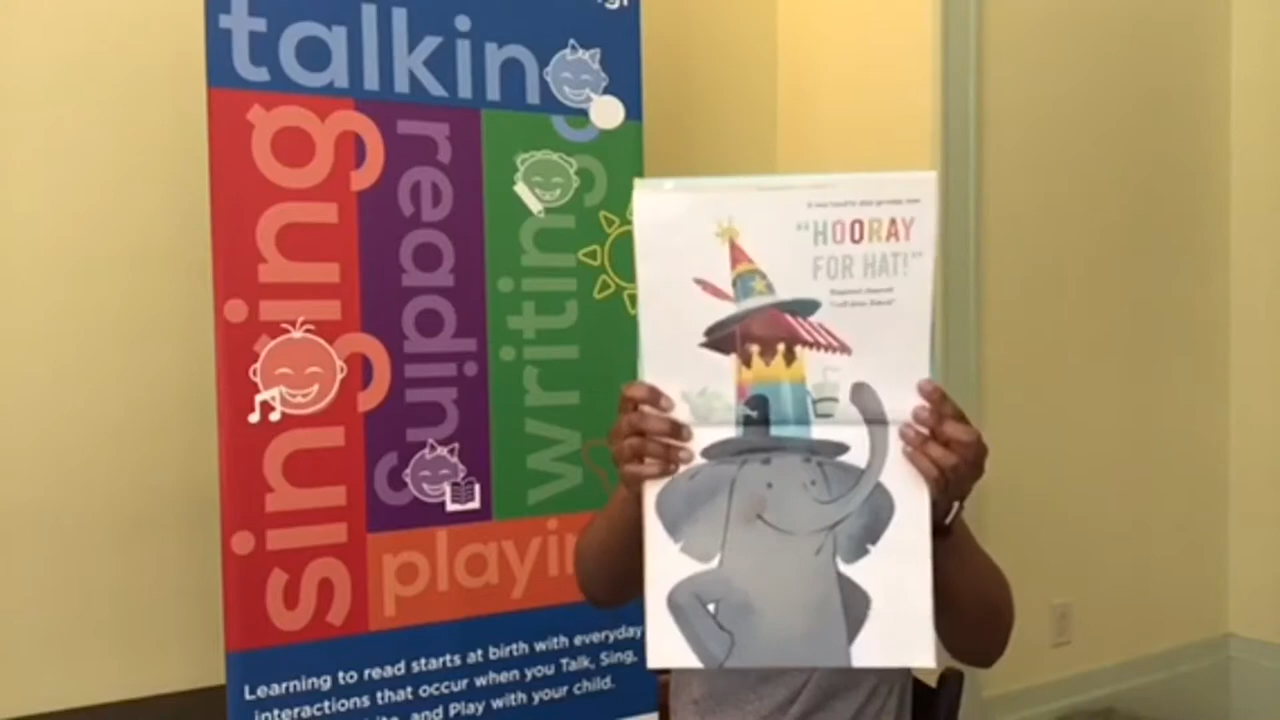 talking
singing
reading
writing
playin
Learning to read starts at birth with everyday
interactions that occur when you Talk, Sing,
and Play with your child.
"HOORAY
FOR HAT!"